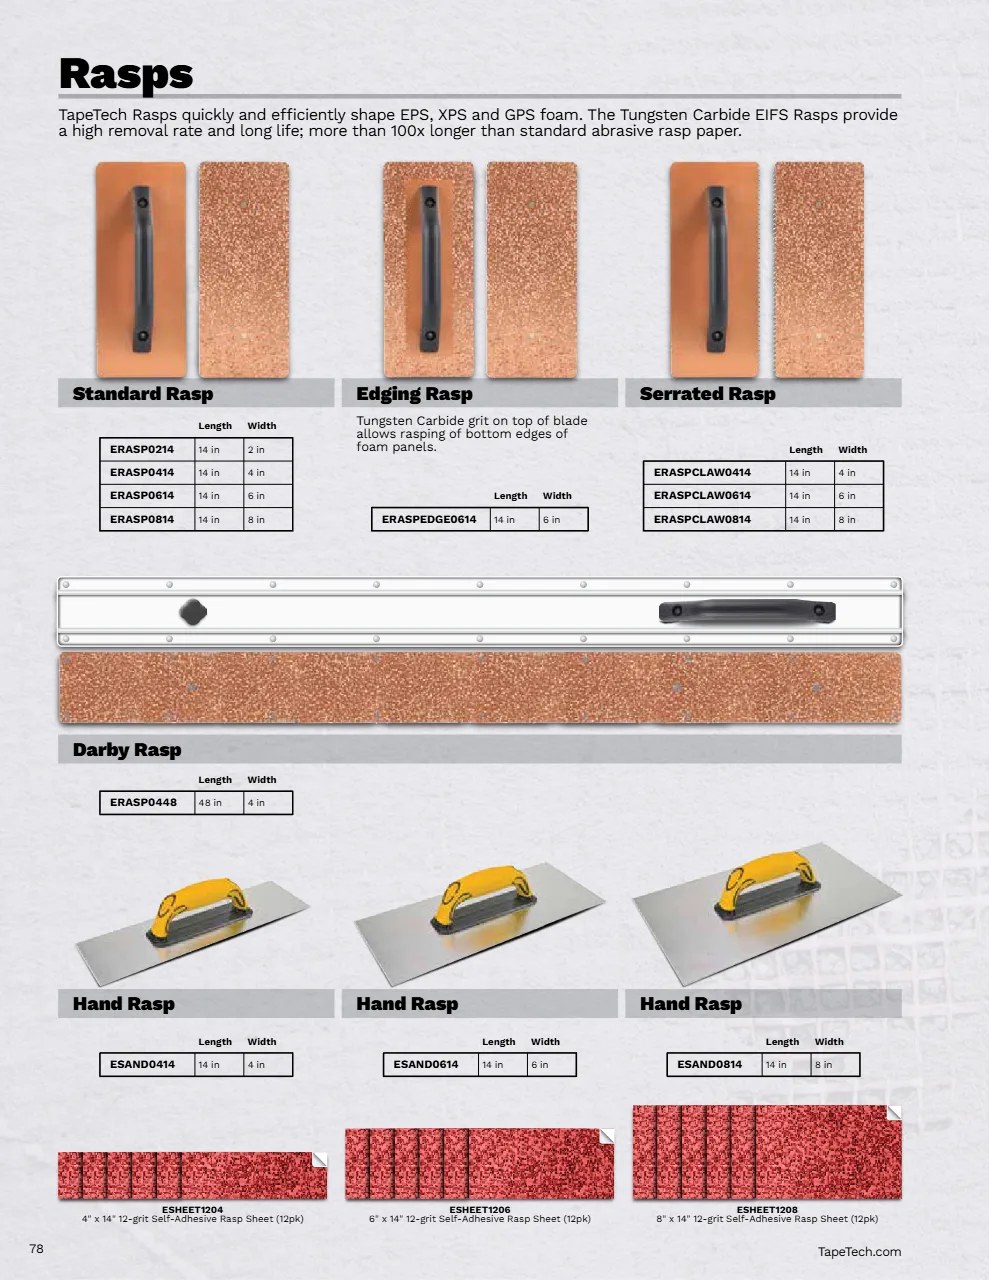 Rasps
TapeTech Rasps quickly and efficiently shape EPS, XPS and GPS foam. The Tungsten Carbide EIFS Rasps provide
a high removal rate and long life; more than 100x longer than standard abrasive rasp paper.
Standard Rasp
Length Width
ERASP0214 14 in 2 in
ERASP0414 14 in 4 in
ERASP0614 14 in 6 in
ERASP0814 14 in 8 in
Edging Rasp
Tungsten Carbide grit on top of blade
allows rasping of bottom edges of
foam panels.
Length Width
ERASPEDGE0614 14 in 6 in
Serrated Rasp
Length Width
ERASPCLAW0414 14 in 4 in
ERASPCLAW0614 14 in 6 in
ERASPCLAW0814 14 in 8 in
Darby Rasp
Length Width
ERASP0448 48 in 4 in
Hand Rasp
Length Width
ESAND0414 14 in 4 in
Hand Rasp
Length Width
ESAND0614 14 in 6 in
Hand Rasp
Length Width
ESAND0814 14 in 8 in
ESHEET1204
4" x 14" 12-grit Self-Adhesive Rasp Sheet (12pk)
ESHEET1206
6" x 14" 12-grit Self-Adhesive Rasp Sheet (12pk)
ESHEET1208
8" x 14" 12-grit Self-Adhesive Rasp Sheet (12pk)
78
TapeTech.com